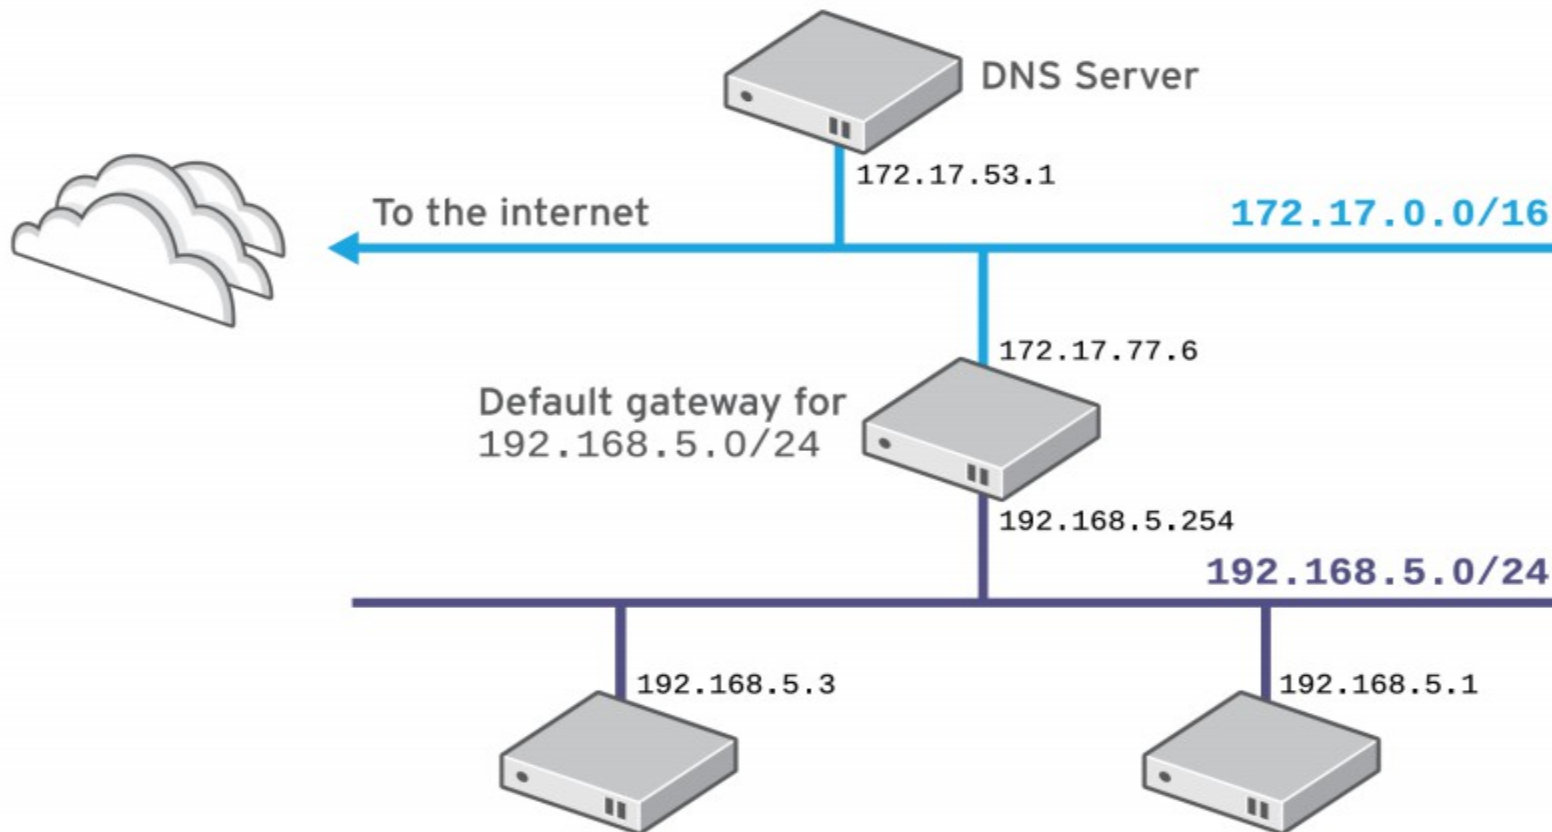 DNS Server
172.17.53.1
To the internet
172.17.0.0/16
172.17.77.6
Default gateway for
192.168.5.0/24
192.168.5.254
192.168.5.0/24
192.168.5.3
192.168.5.1